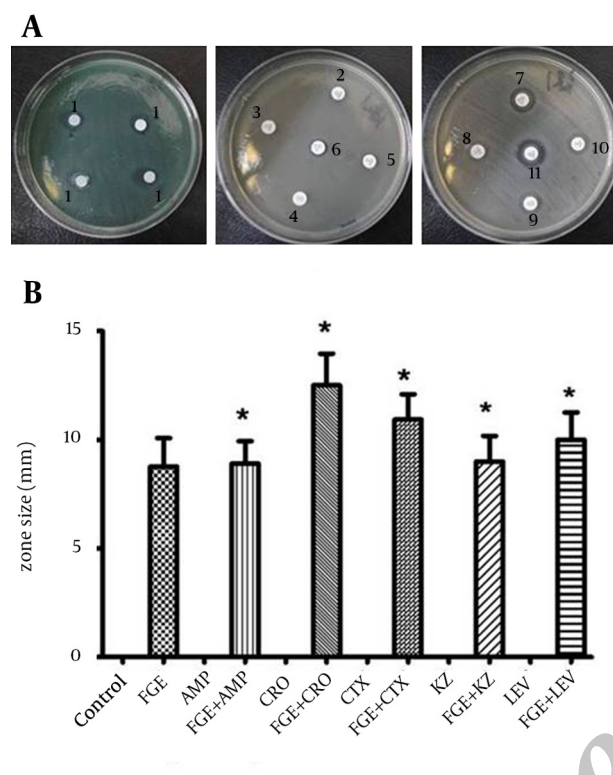 A
1
1
1
1
2
3
6
5
4
7
8
10
11
9
B
zone size (mm)
15
10
5
0
*
*
*
*
*
Control
FGE
AMP
FGE+AMP
CRO
FGE+CRO
CTX
FGE+CTX
KZ
FGE+KZ
LEV
FGE+LEV